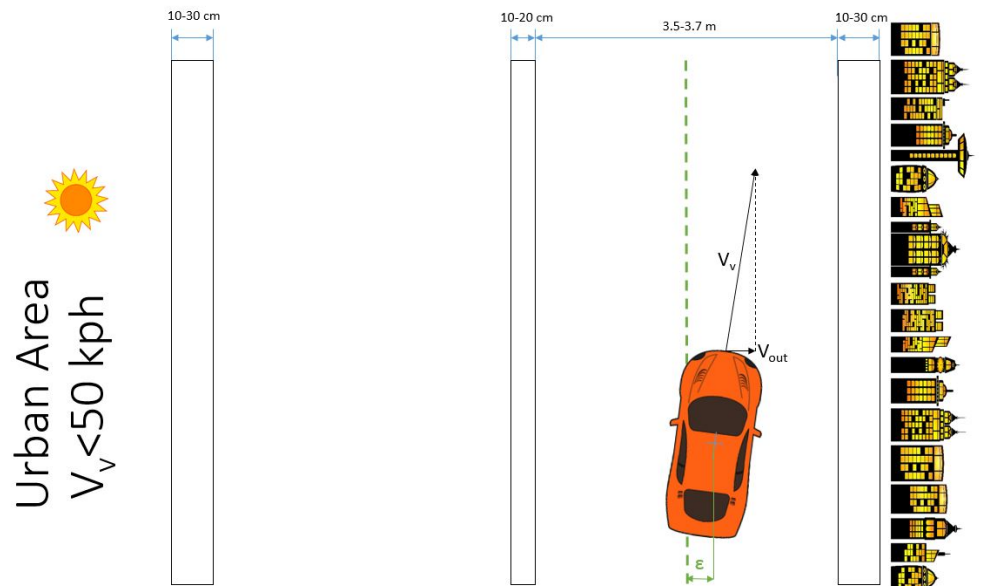 10-30 cm
10-20 cm
3.5-3.7 m
10-30 cm
Urban Area
Vᵥ<50 kph
Vᵥ
Vout
ε